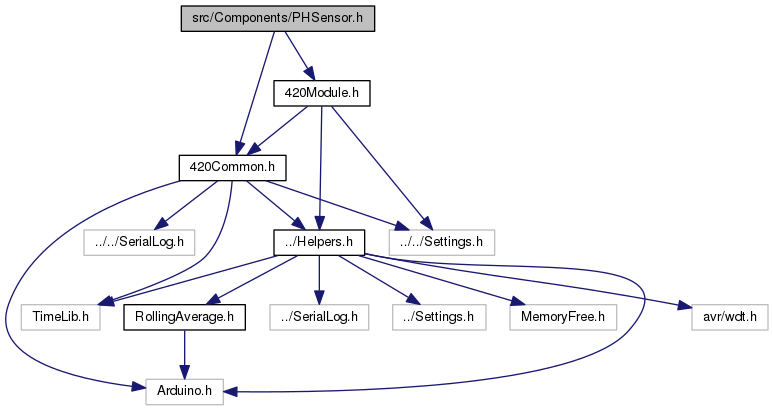 src/Components/PHSensor.h
420Module.h
420Common.h
../../SerialLog.h
../Helpers.h
../../Settings.h
TimeLib.h
RollingAverage.h
../SerialLog.h
../Settings.h
MemoryFree.h
avr/wdt.h
Arduino.h